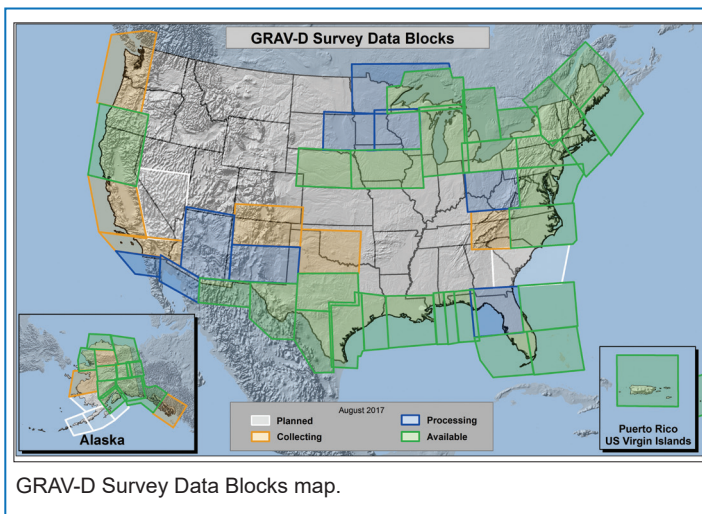 GRAV-D Survey Data Blocks
August 2017
Planned
Processing
Collecting
Available
Alaska
Puerto Rico
US Virgin Islands
GRAV-D Survey Data Blocks map.